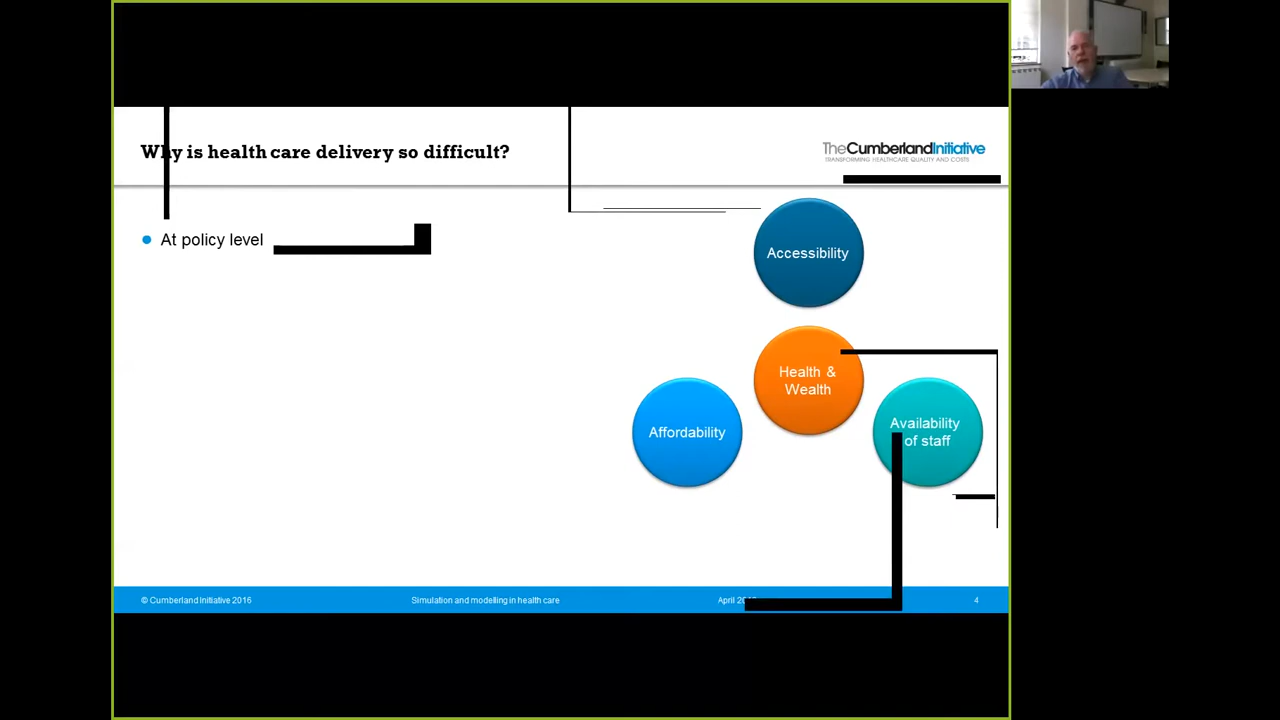 Why is health care delivery so difficult?
TheCumberlandInitiative
TRANSFORMING HEALTHCARE QUALITY AND COSTS
At policy level
Accessibility
Health &
Wealth
Affordability
Availability
of staff
© Cumberland Initiative 2016
Simulation and modelling in health care
April
4